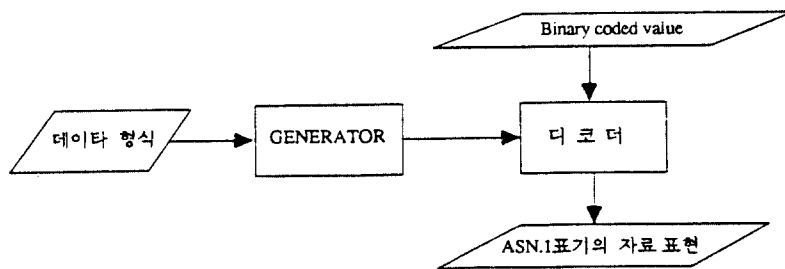 Binary coded value
데이타 형식
GENERATOR
디 코 더
ASN.1표기의 자료 표현